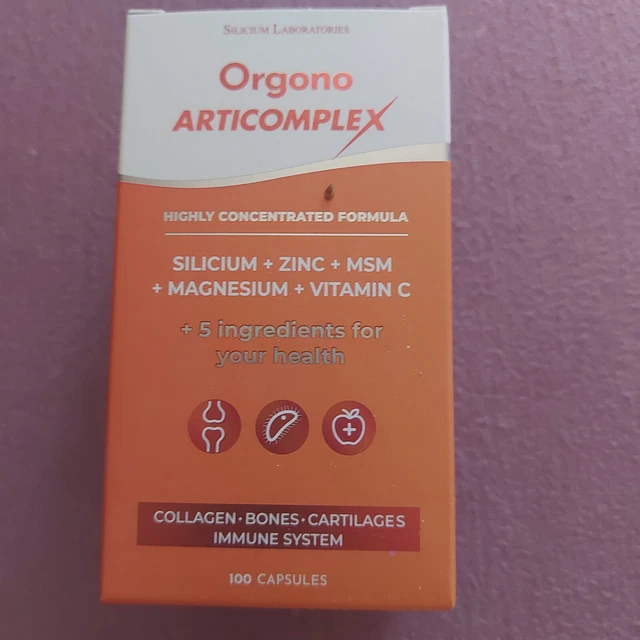 Silicium Laboratories
Orgono
ARTICOMPLEX
HIGHLY CONCENTRATED FORMULA
SILICIUM + ZINC + MSM
+ MAGNESIUM + VITAMIN C
+ 5 ingredients for
your health
COLLAGEN · BONES · CARTILAGES
IMMUNE SYSTEM
100 CAPSULES